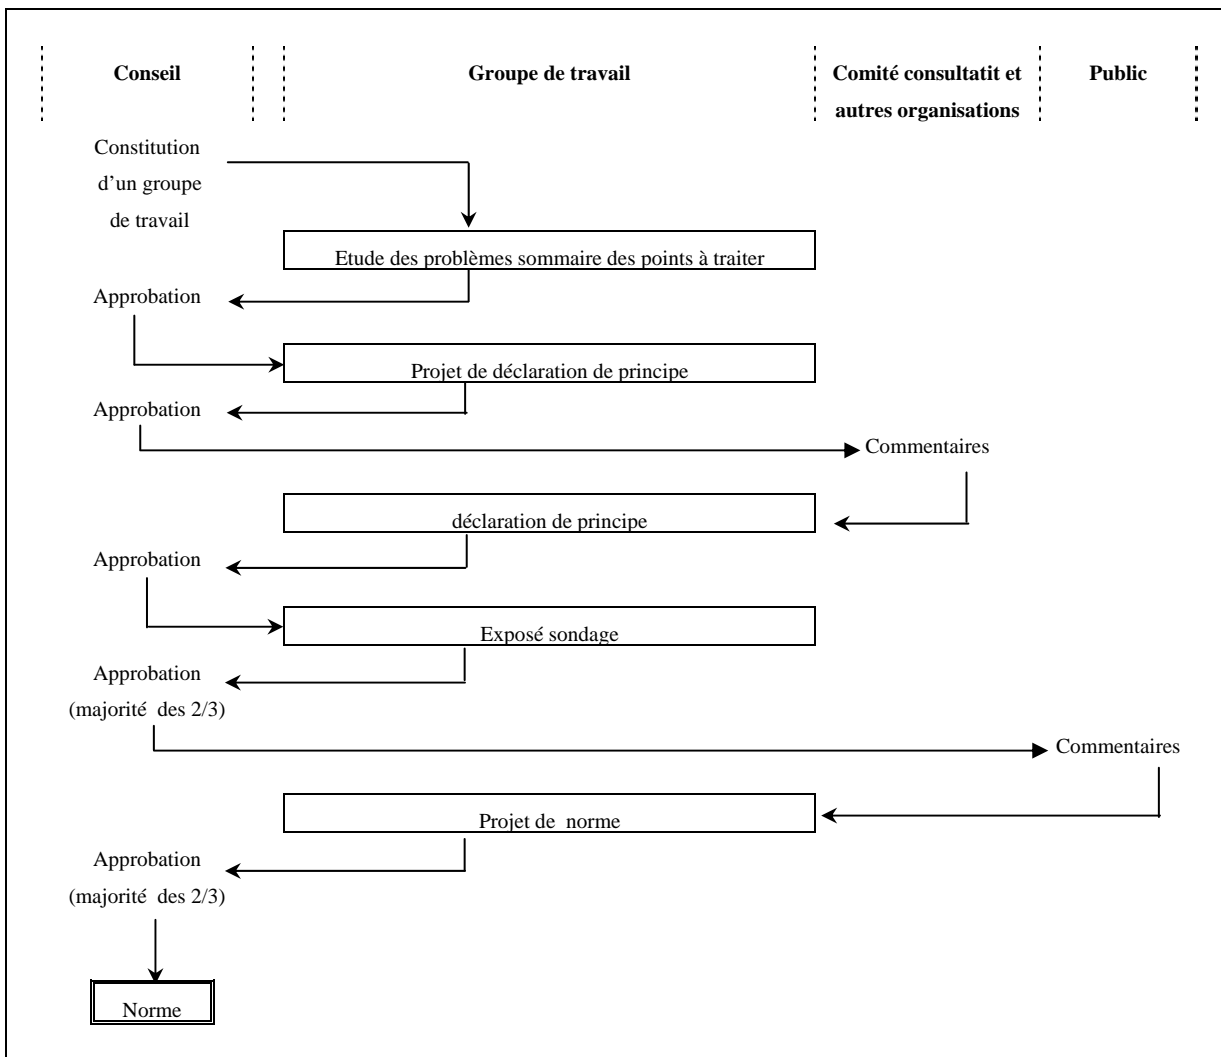 Conseil
Groupe de travail
Comité consultatit et
autres organisations
Public
Constitution
d’un groupe
de travail
Etude des problèmes sommaire des points à traiter
Approbation
Projet de déclaration de principe
Approbation
Commentaires
déclaration de principe
Approbation
Exposé sondage
Approbation
(majorité des 2/3)
Commentaires
Projet de norme
Approbation
(majorité des 2/3)
Norme